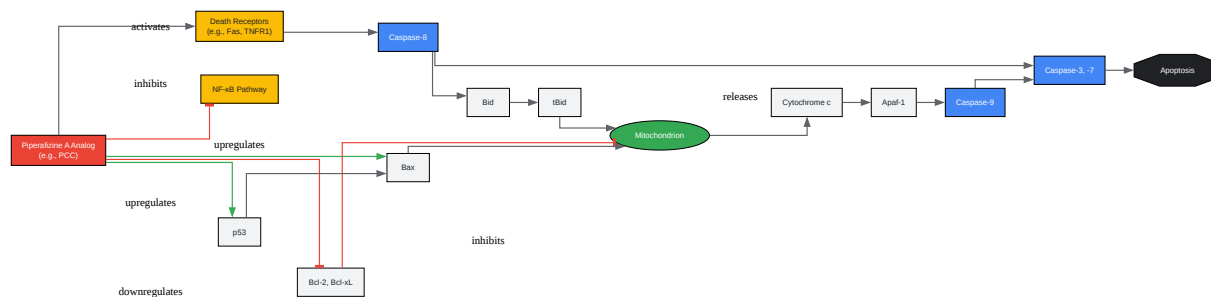 activates
Death Receptors
(e.g., Fas, TNFR1)
Caspase-8
Caspase-3, -7
Apoptosis
inhibits
NF-κB Pathway
Bid
tBid
releases
Cytochrome c
Apaf-1
Caspase-9
Piperafizine A Analog
(e.g., PCC)
upregulates
Mitochondrion
Bax
upregulates
p53
inhibits
downregulates
Bcl-2, Bcl-xL